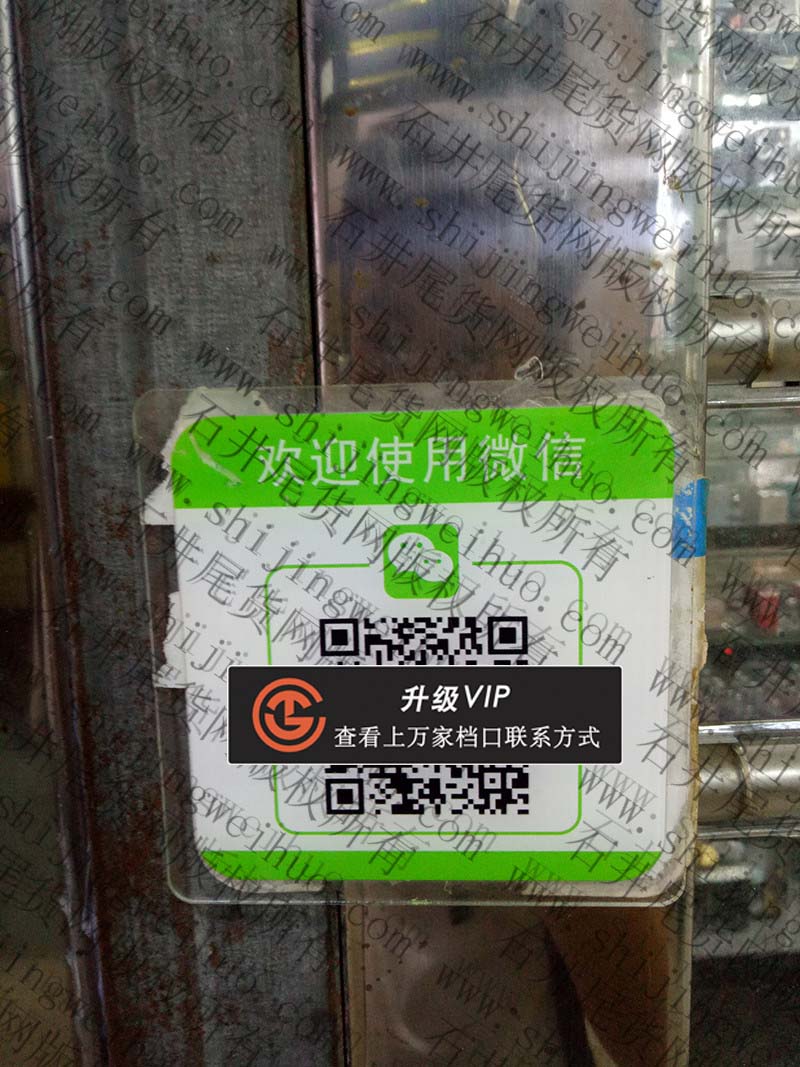 欢迎使用微信
升级VIP
查看上万家档口联系方式
石井尾货网版权所有
www.shijingweihuo.com